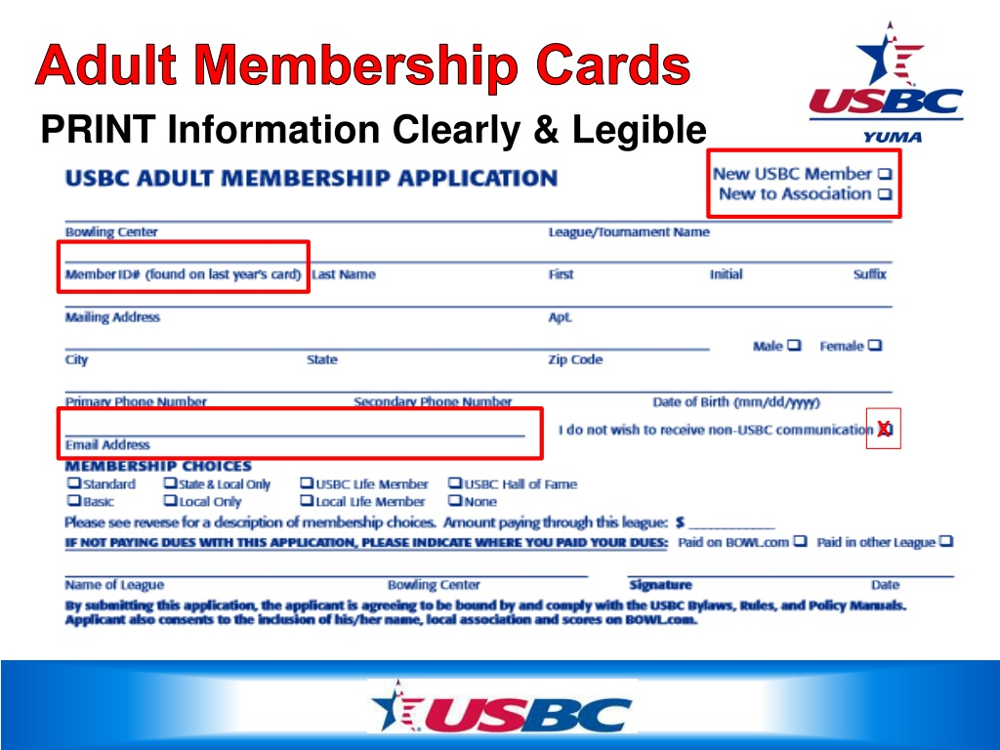 Adult Membership Cards
USBC
YUMA
PRINT Information Clearly & Legible
USBC ADULT MEMBERSHIP APPLICATION
New USBC Member ❑
New to Association ❑
Bowling Center League/Tournament Name
Member ID# (found on last year's card) Last Name First Initial Suffix
Mailing Address Apt.
Male ❑ Female ❑
City State Zip Code
Primary Phone Number Secondary Phone Number Date of Birth (mm/dd/yyyy)
I do not wish to receive non-USBC communication ❑ X
Email Address
MEMBERSHIP CHOICES
❑ Standard ❑ State & Local Only ❑ USBC Life Member ❑ USBC Hall of Fame
❑ Basic ❑ Local Only ❑ Local Life Member ❑ None
Please see reverse for a description of membership choices. Amount paying through this league: $ ____________
IF NOT PAYING DUES WITH THIS APPLICATION, PLEASE INDICATE WHERE YOU PAID YOUR DUES: Paid on BOWL.com ❑ Paid in other League ❑
Name of League Bowling Center Signature Date
By submitting this application, the applicant is agreeing to be bound by and comply with the USBC Bylaws, Rules, and Policy Manuals.
Applicant also consents to the inclusion of his/her name, local association and scores on BOWL.com.
USBC